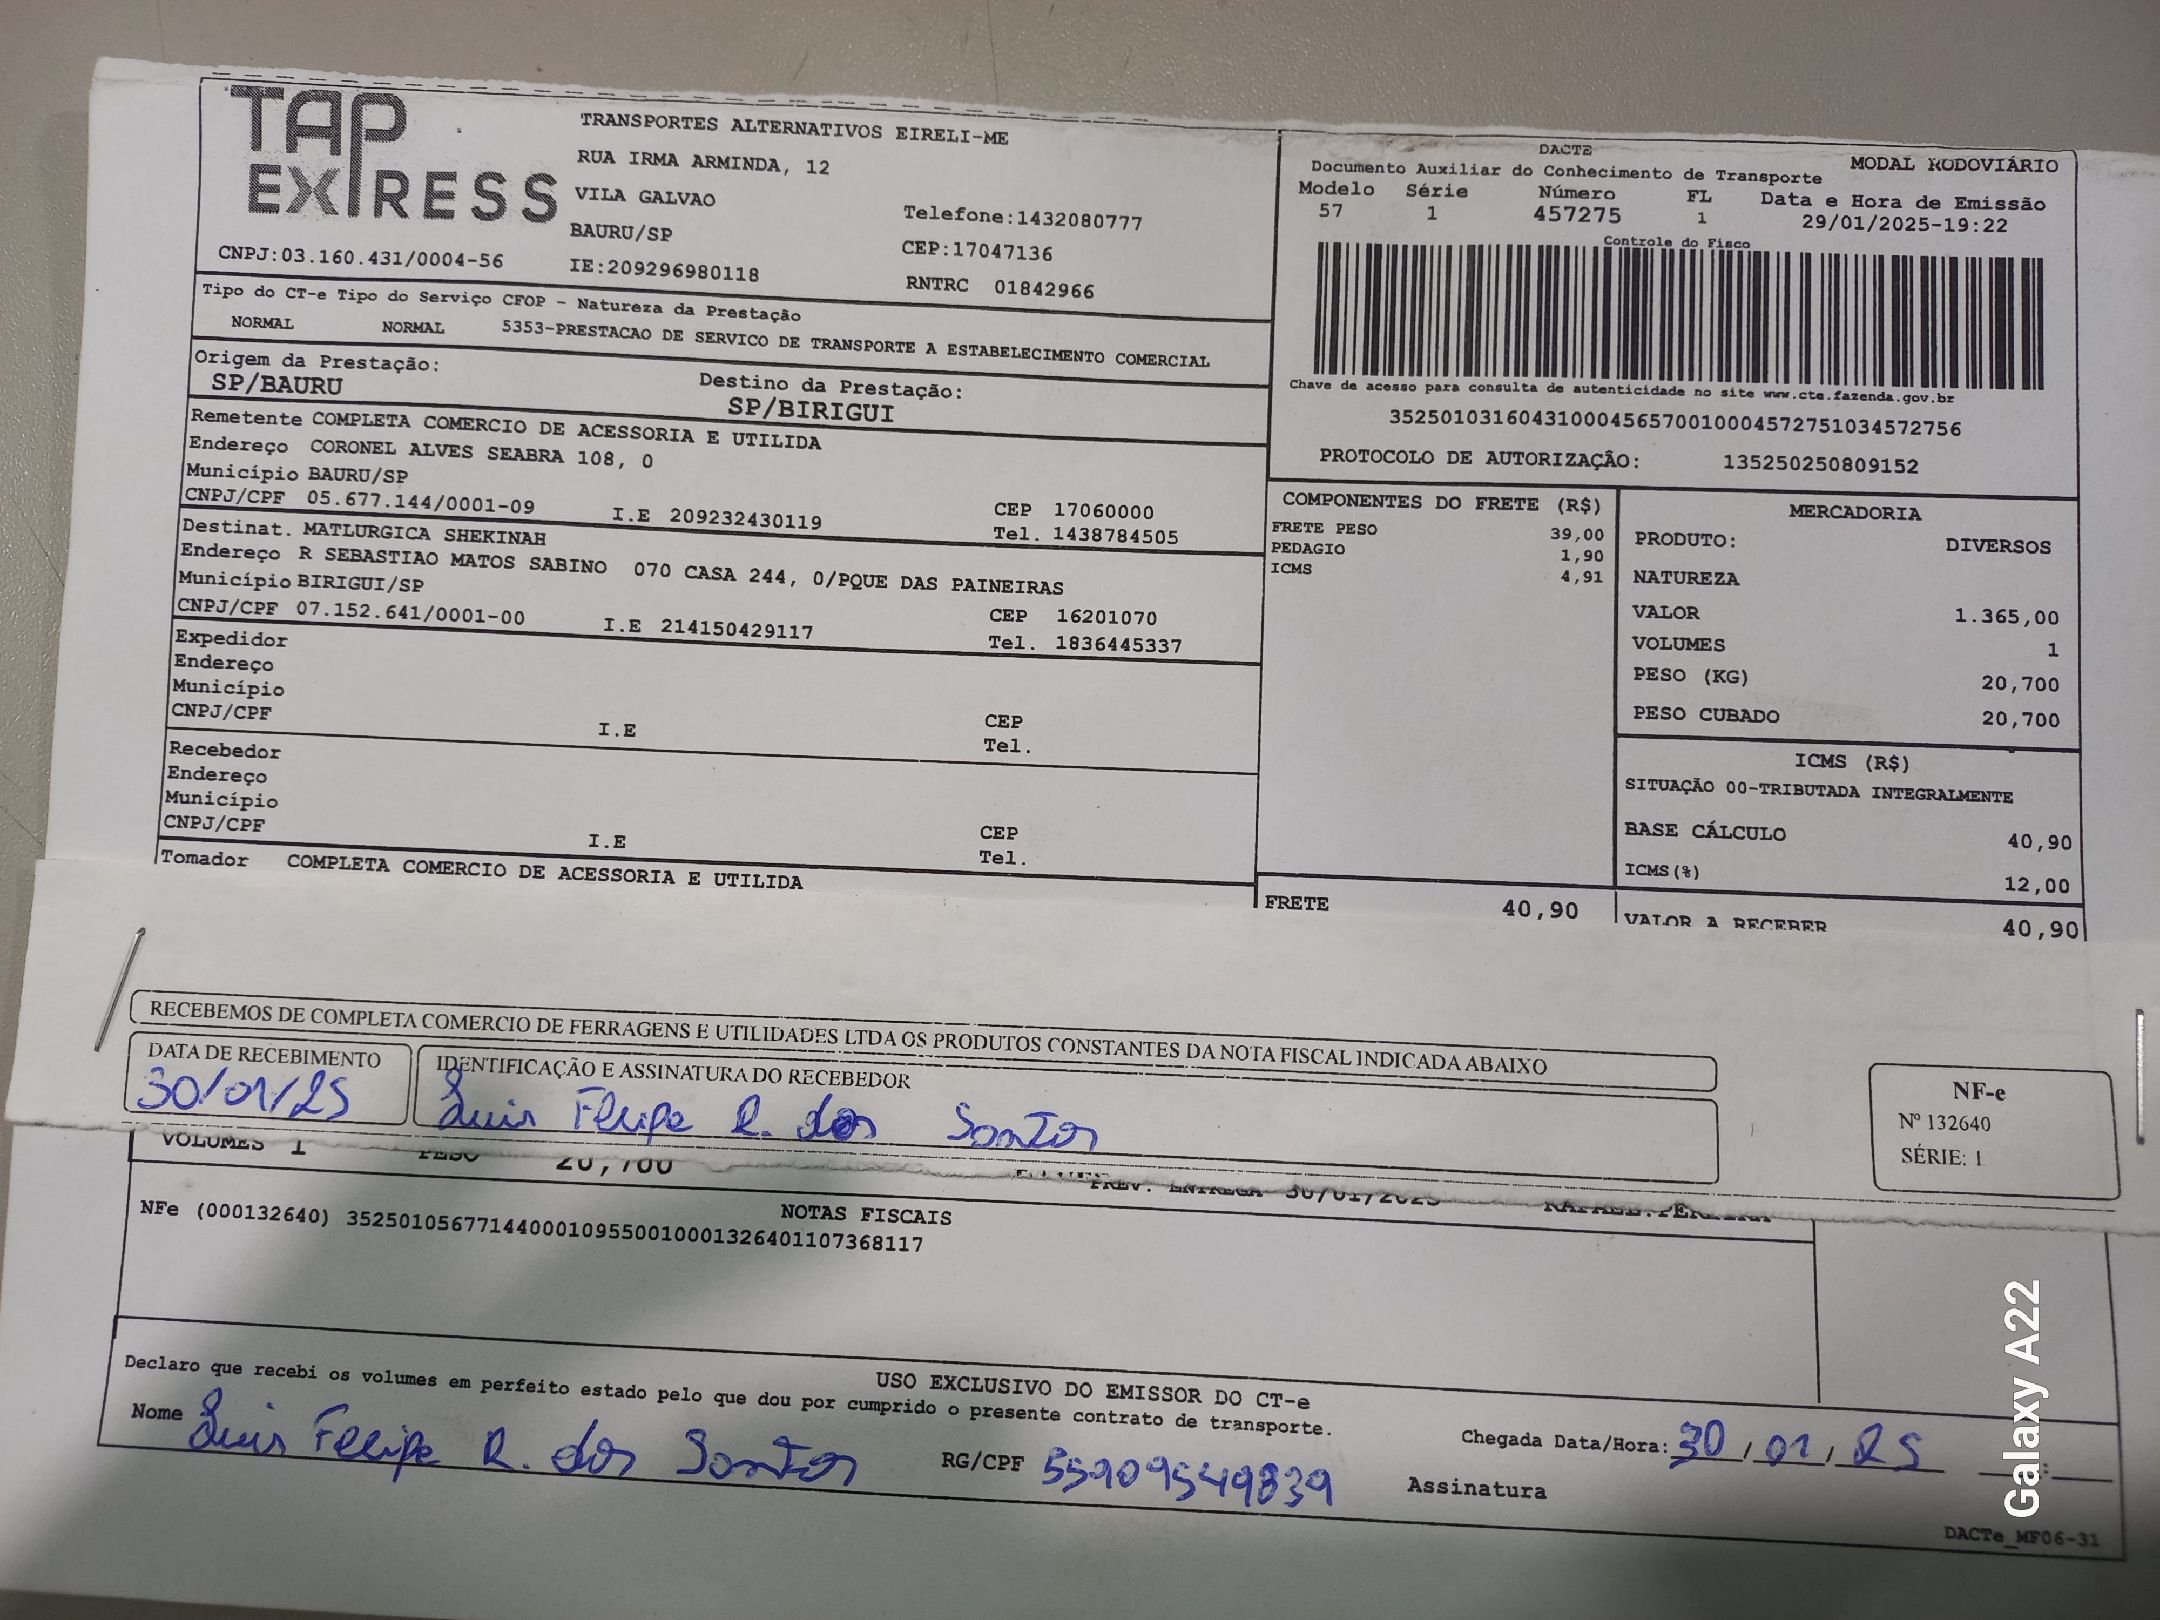 TAP EXPRESS
TRANSPORTES ALTERNATIVOS EIRELI-ME
RUA IRMA ARMINDA, 12
VILA GALVAO
BAURU/SP
Telefone:1432080777
CEP:17047136
CNPJ:03.160.431/0004-56
IE:209296980118
RNTRC 01842966
DACTE
MODAL RODOVIÁRIO
Documento Auxiliar do Conhecimento de Transporte
Modelo Série Número FL Data e Hora de Emissão
57 1 457275 1 29/01/2025-19:22
Controle do Fisco
Chave de acesso para consulta de autenticidade no site www.cte.fazenda.gov.br
35250103160431000456570010004572751034572756
PROTOCOLO DE AUTORIZAÇÂO: 135250250809152
Tipo do CT-e Tipo do Serviço CFOP - Natureza da Prestação
NORMAL NORMAL 5353-PRESTACAO DE SERVICO DE TRANSPORTE A ESTABELECIMENTO COMERCIAL
Origem da Prestação:
SP/BAURU
Destino da Prestação:
SP/BIRIGUI
Remetente COMPLETA COMERCIO DE ACESSORIA E UTILIDA
Endereço CORONEL ALVES SEABRA 108, 0
Município BAURU/SP
CNPJ/CPF 05.677.144/0001-09 I.E 209232430119
CEP 17060000
Tel. 1438784505
Destinat. MATLURGICA SHEKINAH
Endereço R SEBASTIAO MATOS SABINO 070 CASA 244, 0/PQUE DAS PAINEIRAS
Município BIRIGUI/SP
CNPJ/CPF 07.152.641/0001-00 I.E 214150429117
CEP 16201070
Tel. 1836445337
Expedidor
Endereço
Município
CNPJ/CPF I.E
CEP
Tel.
Recebedor
Endereço
Município
CNPJ/CPF I.E
CEP
Tel.
Tomador COMPLETA COMERCIO DE ACESSORIA E UTILIDA
COMPONENTES DO FRETE (R$)
FRETE PESO 39,00
PEDAGIO 1,90
ICMS 4,91
FRETE 40,90
MERCADORIA
PRODUTO: DIVERSOS
NATUREZA
VALOR 1.365,00
VOLUMES 1
PESO (KG) 20,700
PESO CUBADO 20,700
ICMS (R$)
SITUAÇÃO 00-TRIBUTADA INTEGRALMENTE
BASE CÁLCULO 40,90
ICMS(%) 12,00
VALOR A RECEBER 40,90
RECEBEMOS DE COMPLETA COMERCIO DE FERRAGENS E UTILIDADES LTDA OS PRODUTOS CONSTANTES DA NOTA FISCAL INDICADA ABAIXO
DATA DE RECEBIMENTO
30/01/25
IDENTIFICAÇÃO E ASSINATURA DO RECEBEDOR
Luis Felipe R. dos Santos
NF-e
Nº 132640
SÉRIE: 1
VOLUMES 1 PESO 20,700
PREV. ENTREGA 30/01/2025 RAFAEL.PEREIRA
NOTAS FISCAIS
NFe (000132640) 35250105677144000109550010001326401107368117
USO EXCLUSIVO DO EMISSOR DO CT-e
Declaro que recebi os volumes em perfeito estado pelo que dou por cumprido o presente contrato de transporte.
Nome Luis Felipe R. dos Santos
RG/CPF 55909549839
Chegada Data/Hora: 30/01/25 __:__
Assinatura
DACTe_MF06-31
Galaxy A22